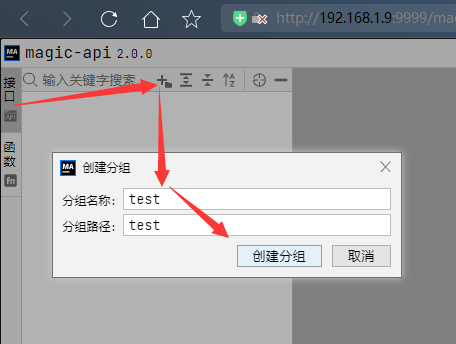 http://192.168.1.9:9999/mag
MA magic-api 2.0.0
接口
输入关键字搜索
函数
fn
MA 创建分组
分组名称: test
分组路径: test
创建分组 取消